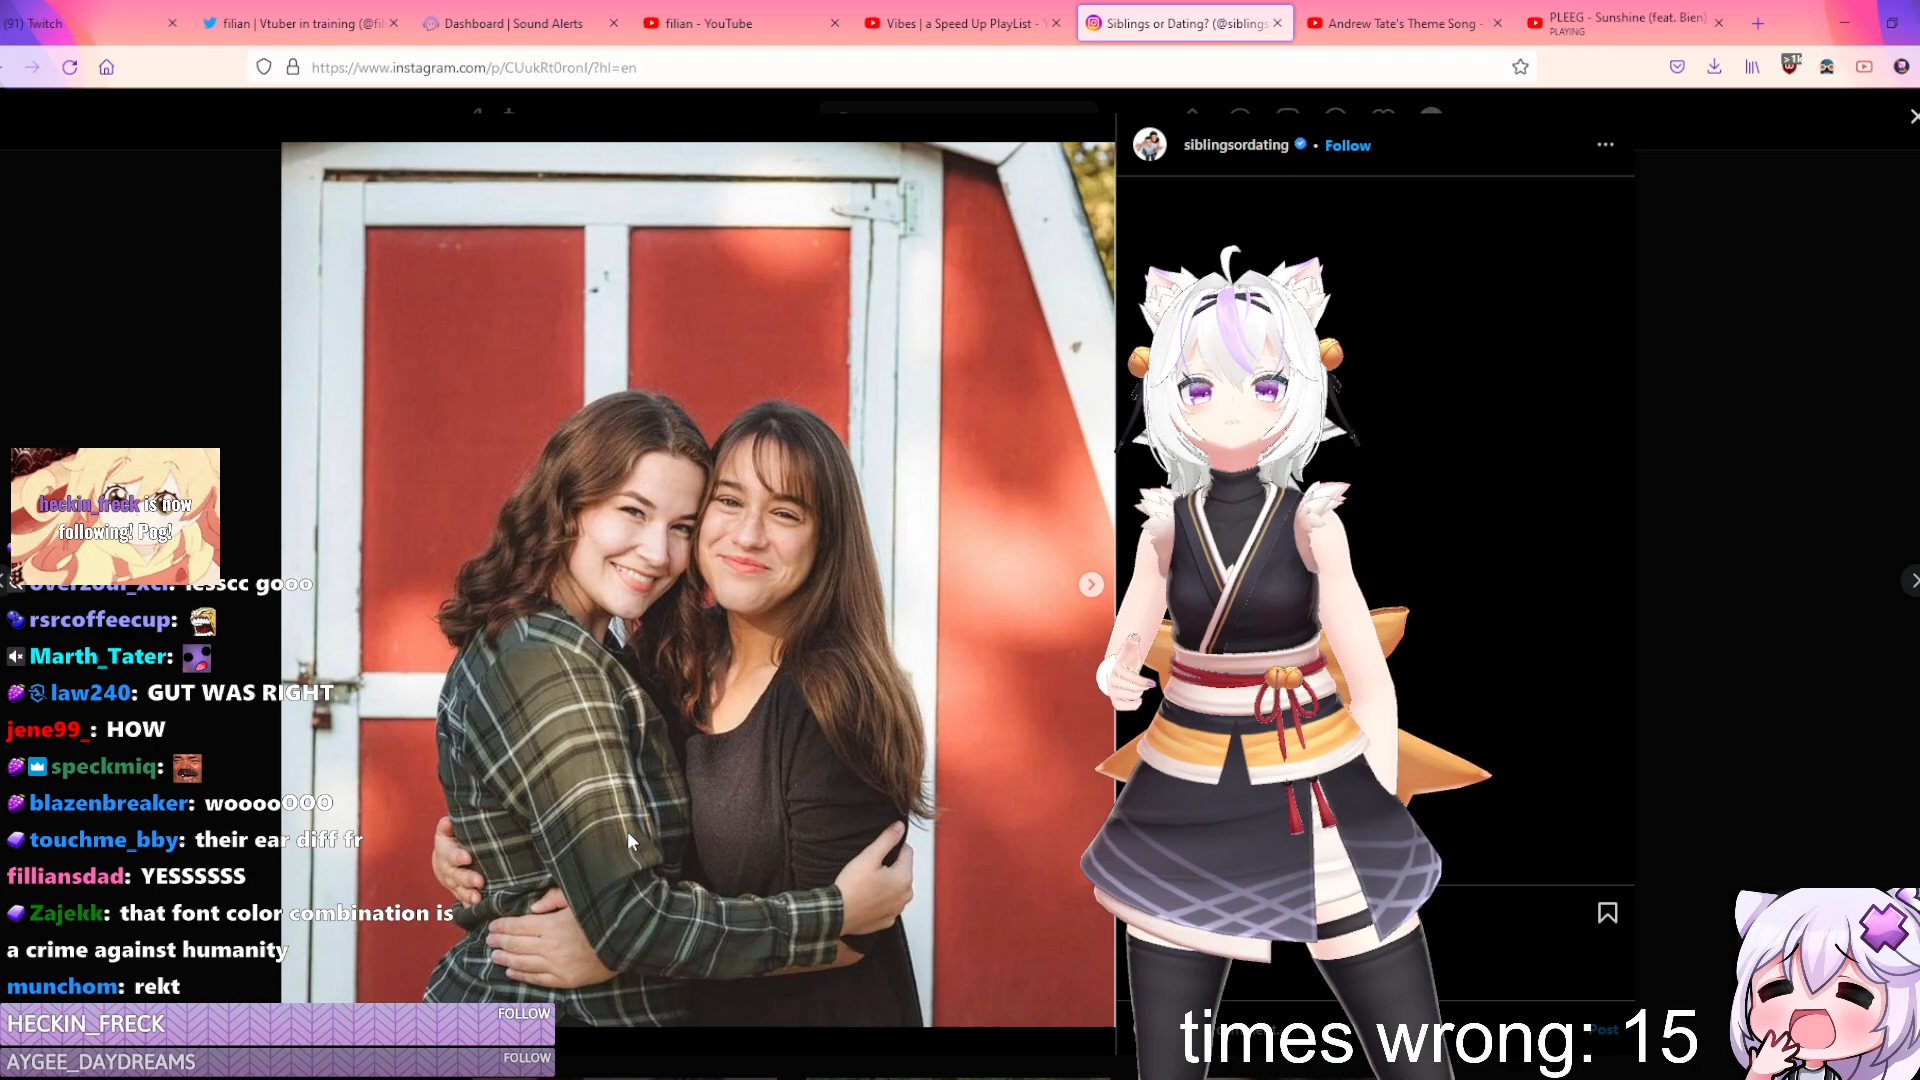 (91) Twitch
filian | Vtuber in training (@fil
Dashboard | Sound Alerts
filian - YouTube
Vibes | a Speed Up PlayList -
Siblings or Dating? (@siblings
Andrew Tate's Theme Song -
PLEEG - Sunshine (feat. Bien)
PLAYING
https://www.instagram.com/p/CUukRt0ronI/?hl=en
>1k
siblingsordating • Follow
heckin_freck is now
following! Pog!
gooo
rsrcoffeecup:
Marth_Tater:
law240: GUT WAS RIGHT
jene99_: HOW
speckmiq:
blazenbreaker: wooooOOO
touchme_bby: their ear diff fr
filliansdad: YESSSSSS
Zajekk: that font color combination is
a crime against humanity
munchom: rekt
HECKIN_FRECK
FOLLOW
AYGEE_DAYDREAMS
FOLLOW
times wrong: 15
Post